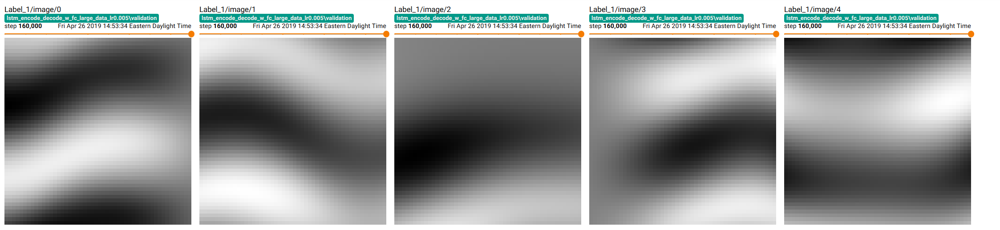 Label_1/image/0
lstm_encode_decode_w_fc_large_data_lr0.005\validation
step 160,000 Fri Apr 26 2019 14:53:34 Eastern Daylight Time
Label_1/image/1
lstm_encode_decode_w_fc_large_data_lr0.005\validation
step 160,000 Fri Apr 26 2019 14:53:34 Eastern Daylight Time
Label_1/image/2
lstm_encode_decode_w_fc_large_data_lr0.005\validation
step 160,000 Fri Apr 26 2019 14:53:34 Eastern Daylight Time
Label_1/image/3
lstm_encode_decode_w_fc_large_data_lr0.005\validation
step 160,000 Fri Apr 26 2019 14:53:34 Eastern Daylight Time
Label_1/image/4
lstm_encode_decode_w_fc_large_data_lr0.005\validation
step 160,000 Fri Apr 26 2019 14:53:34 Eastern Daylight Time